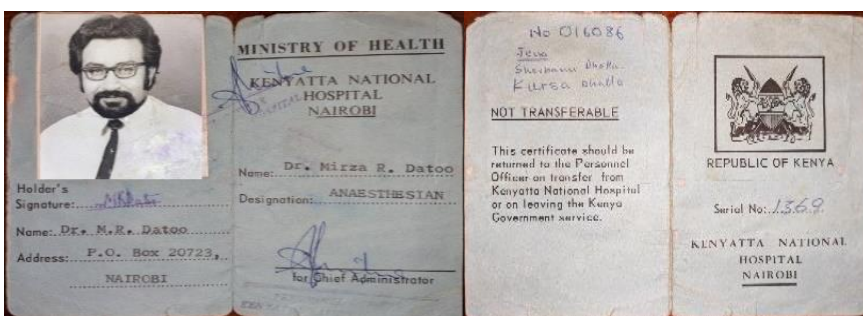 Holder's
Signature: MRDatoo
Name: Dr. M.R. Datoo
Address: P.O. Box 20723,
NAIROBI
MINISTRY OF HEALTH
KENYATTA NATIONAL
HOSPITAL
NAIROBI
Name: Dr. Mirza R. Datoo
Designation: ANAESTHESIAN
for Chief Administrator
No 016086
NOT TRANSFERABLE
This certificate should be
returned to the Personnel
Officer on transfer from
Kenyatta National Hospital
or on leaving the Kenya
Government service.
REPUBLIC OF KENYA
Serial No: 1369
KENYATTA NATIONAL
HOSPITAL
NAIROBI